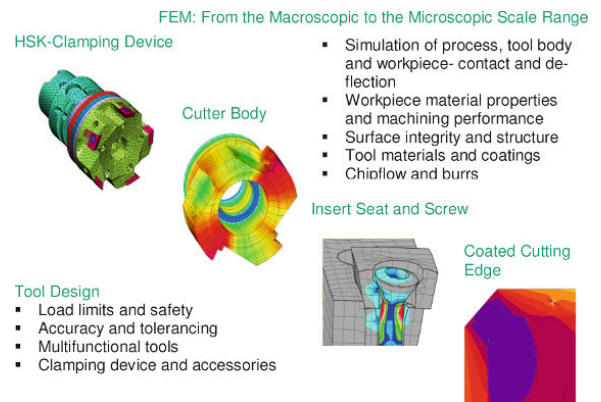 FEM: From the Macroscopic to the Microscopic Scale Range
HSK-Clamping Device
▪ Simulation of process, tool body
and workpiece- contact and de-
flection
▪ Workpiece material properties
and machining performance
▪ Surface integrity and structure
▪ Tool materials and coatings
▪ Chipflow and burrs
Cutter Body
Insert Seat and Screw
Coated Cutting
Edge
Tool Design
▪ Load limits and safety
▪ Accuracy and tolerancing
▪ Multifunctional tools
▪ Clamping device and accessories